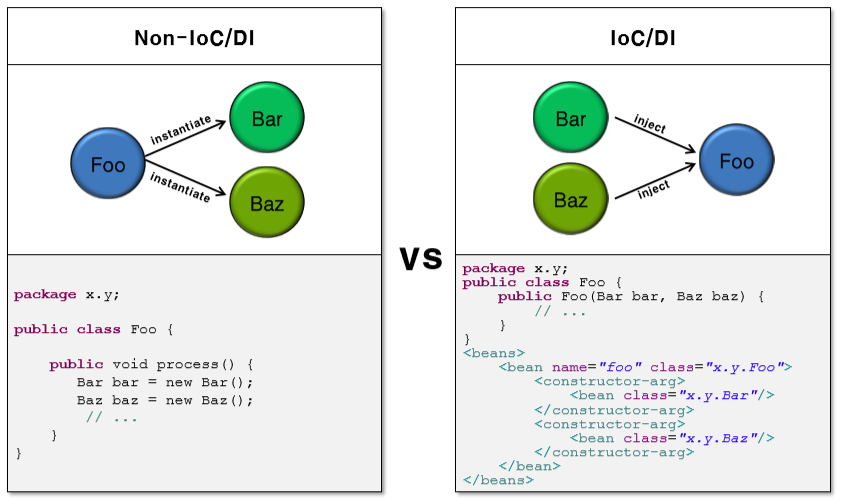 Non-IoC/DI
Foo
instantiate
instantiate
Bar
Baz
package x.y;
public class Foo {
public void process() {
Bar bar = new Bar();
Baz baz = new Baz();
// ...
}
}
vs
IoC/DI
Bar
Baz
inject
inject
Foo
package x.y;
public class Foo {
public Foo(Bar bar, Baz baz) {
// ...
}
}
<beans>
<bean name="foo" class="x.y.Foo">
<constructor-arg>
<bean class="x.y.Bar"/>
</constructor-arg>
<constructor-arg>
<bean class="x.y.Baz"/>
</constructor-arg>
</bean>
</beans>